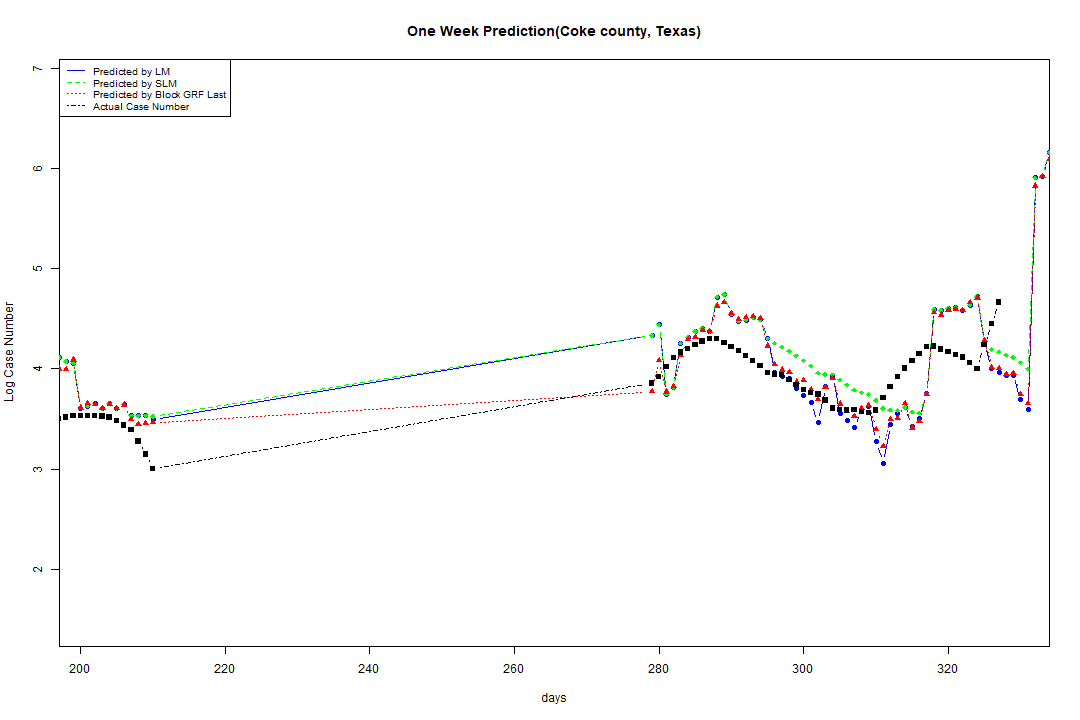 One Week Prediction(Coke county, Texas)
Predicted by LM
Predicted by SLM
Predicted by Block GRF Last
Actual Case Number
7
6
5
4
3
2
Log Case Number
200 220 240 260 280 300 320
days